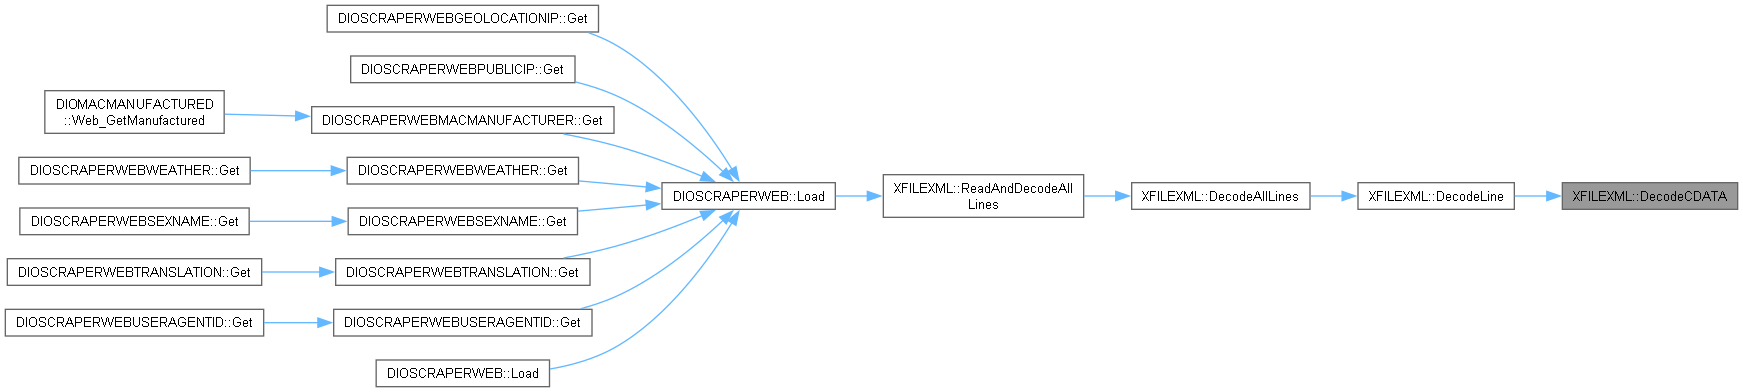 DIOSCRAPERWEBGEOLOCATIONIP::Get
DIOSCRAPERWEBPUBLICIP::Get
DIOMACMANUFACTURED
::Web_GetManufactured
DIOSCRAPERWEBMACMANUFACTURER::Get
DIOSCRAPERWEBWEATHER::Get
DIOSCRAPERWEBWEATHER::Get
DIOSCRAPERWEB::Load
XFILEXML::ReadAndDecodeAll
Lines
XFILEXML::DecodeAllLines
XFILEXML::DecodeLine
XFILEXML::DecodeCDATA
DIOSCRAPERWEBSEXNAME::Get
DIOSCRAPERWEBSEXNAME::Get
DIOSCRAPERWEBTRANSLATION::Get
DIOSCRAPERWEBTRANSLATION::Get
DIOSCRAPERWEBUSERAGENTID::Get
DIOSCRAPERWEBUSERAGENTID::Get
DIOSCRAPERWEB::Load